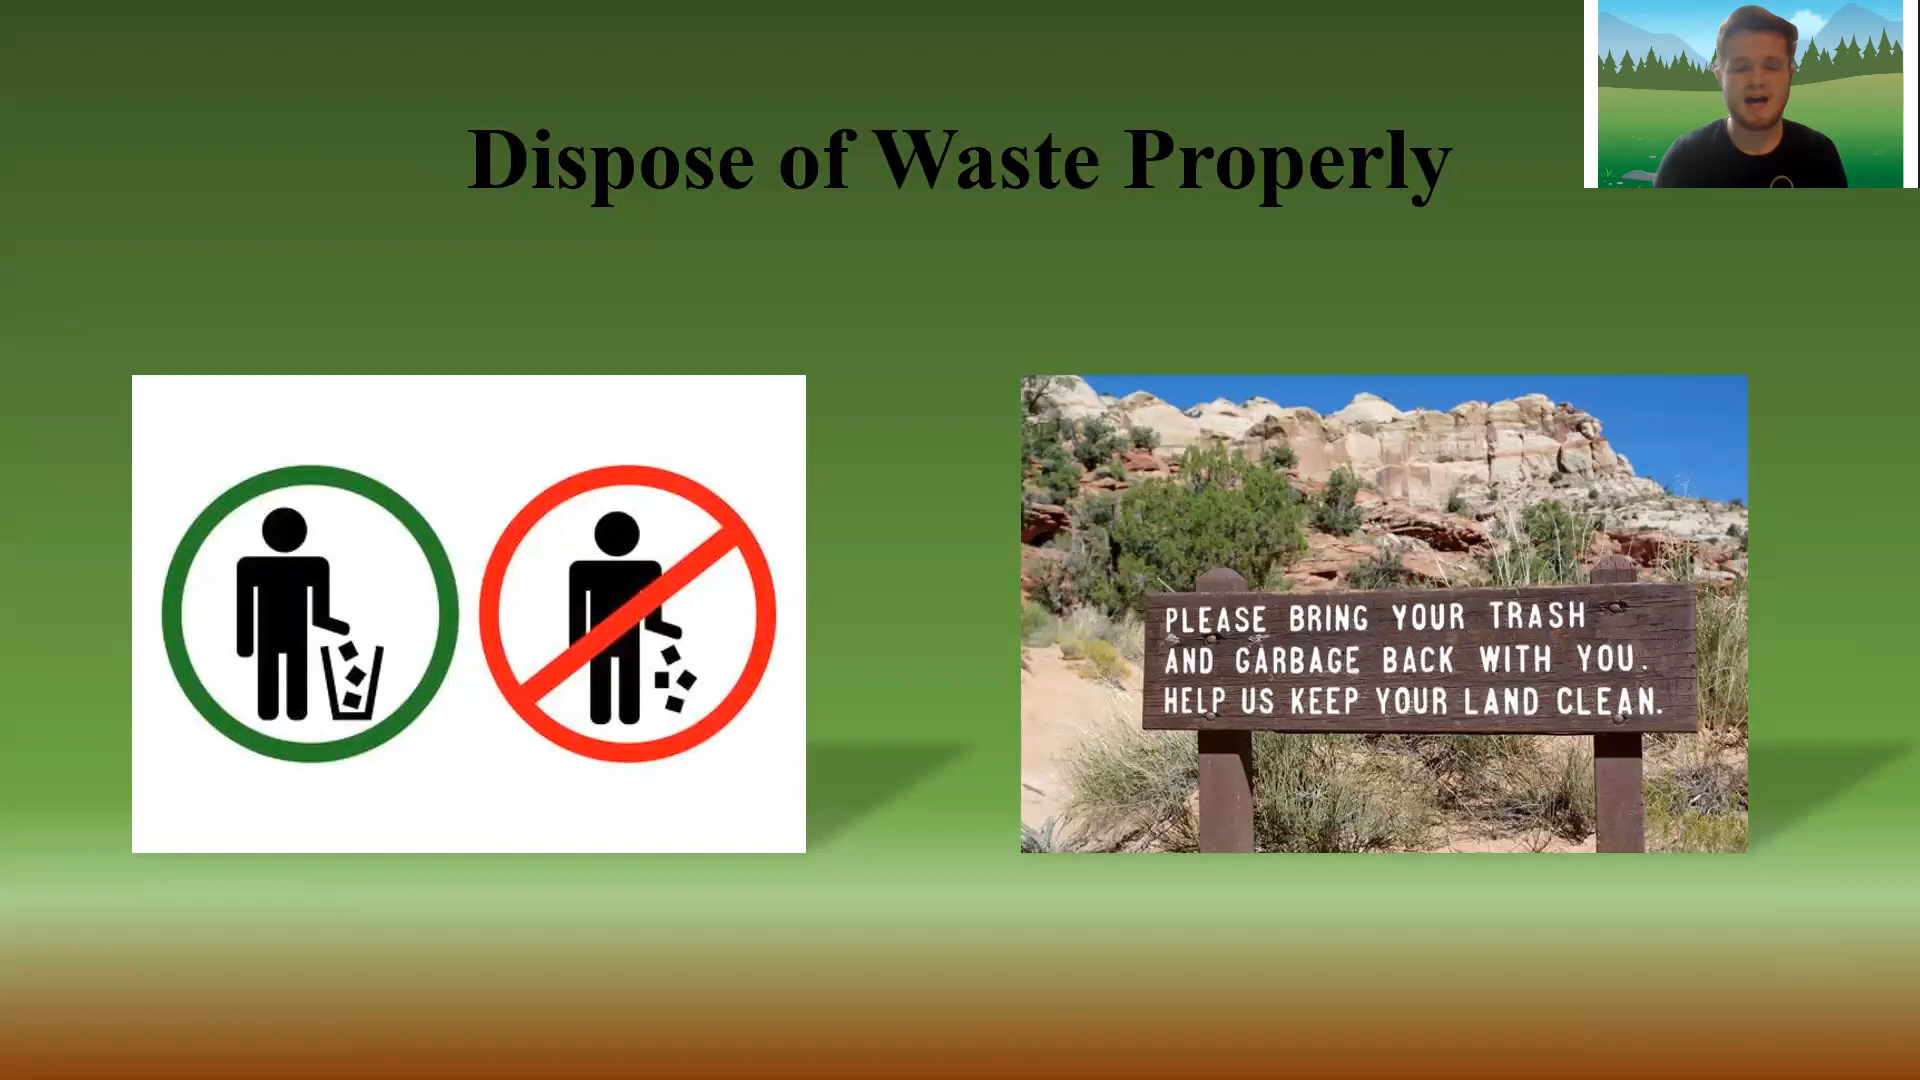 Dispose of Waste Properly
PLEASE BRING YOUR TRASH
AND GARBAGE BACK WITH YOU.
HELP US KEEP YOUR LAND CLEAN.